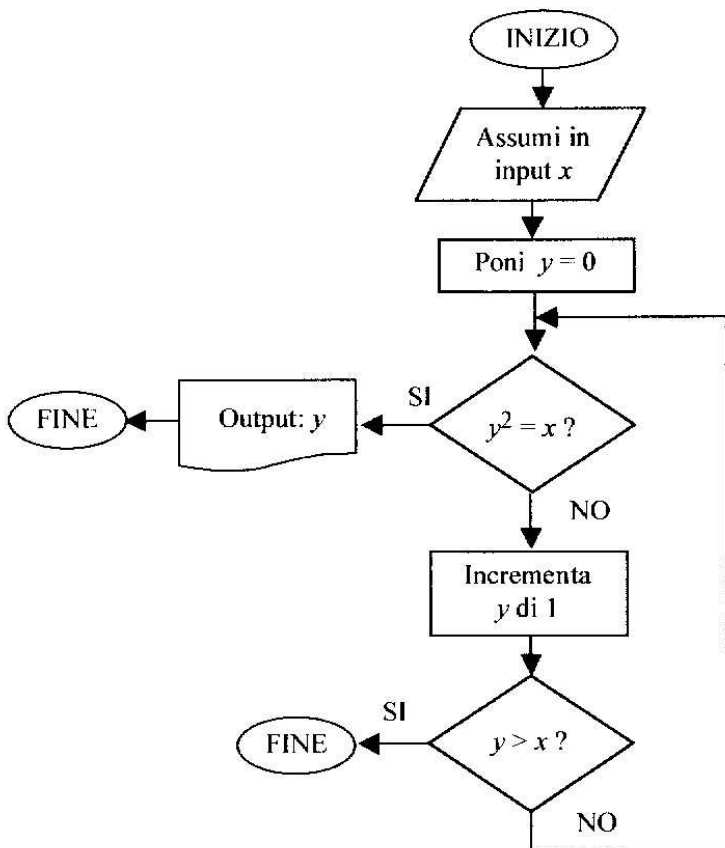 INIZIO
Assumi in
input x
Poni y = 0
SI
FINE
Output: y
y² = x ?
NO
Incrementa
y di 1
SI
FINE
y > x ?
NO